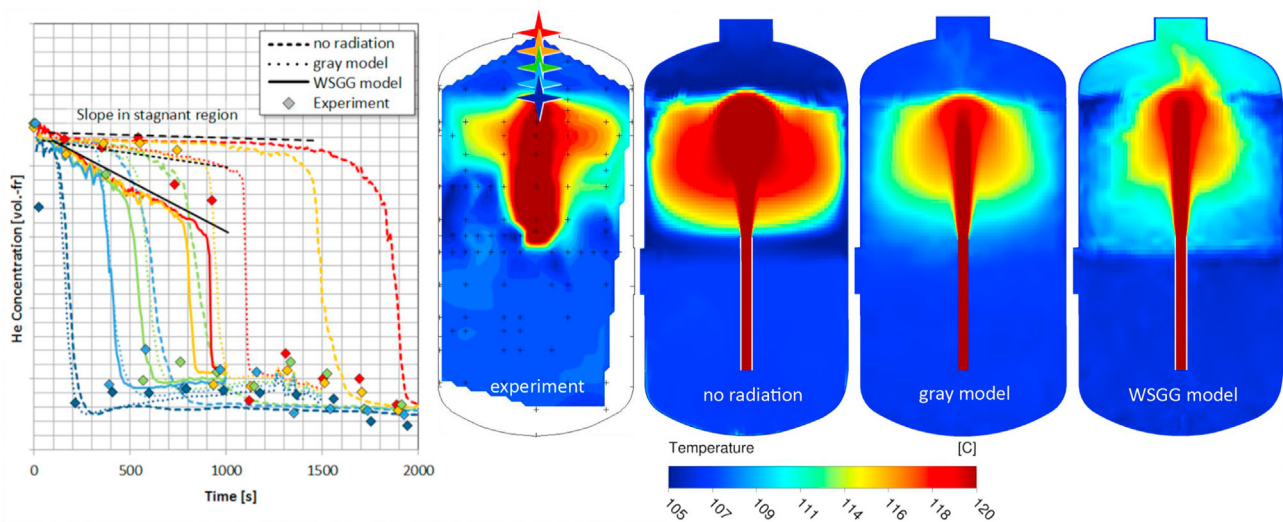 no radiation
gray model
WSGG model
Experiment
Slope in stagnant region
He Concentration [vol.-fr]
0
500
1000
1500
2000
Time [s]
experiment
no radiation
gray model
WSGG model
Temperature [C]
105 107 109 111 114 116 118 120